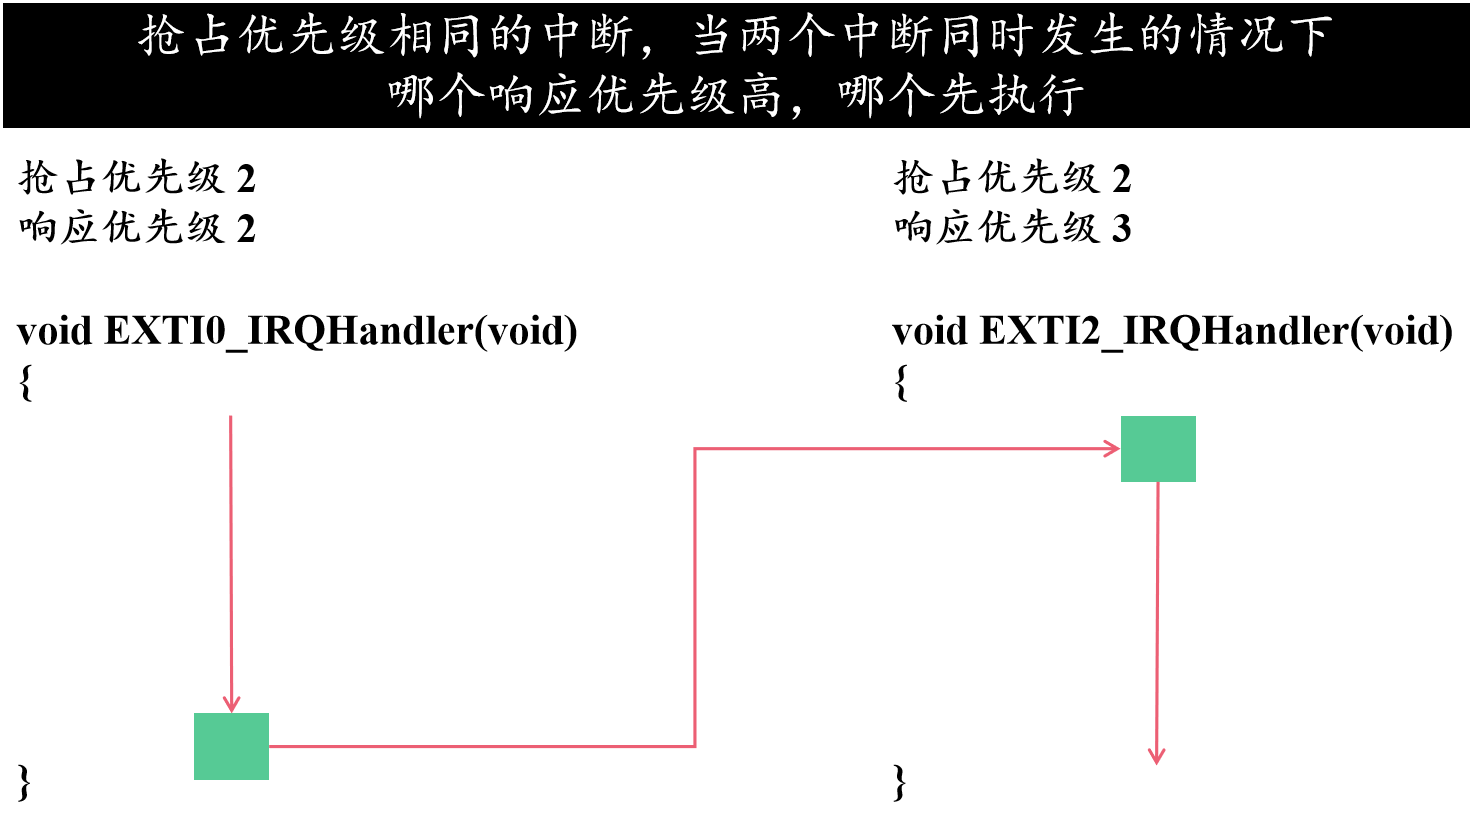 抢占优先级相同的中断，当两个中断同时发生的情况下
哪个响应优先级高，哪个先执行
抢占优先级 2
响应优先级 2
void EXTI0_IRQHandler(void)
{
}
抢占优先级 2
响应优先级 3
void EXTI2_IRQHandler(void)
{
}